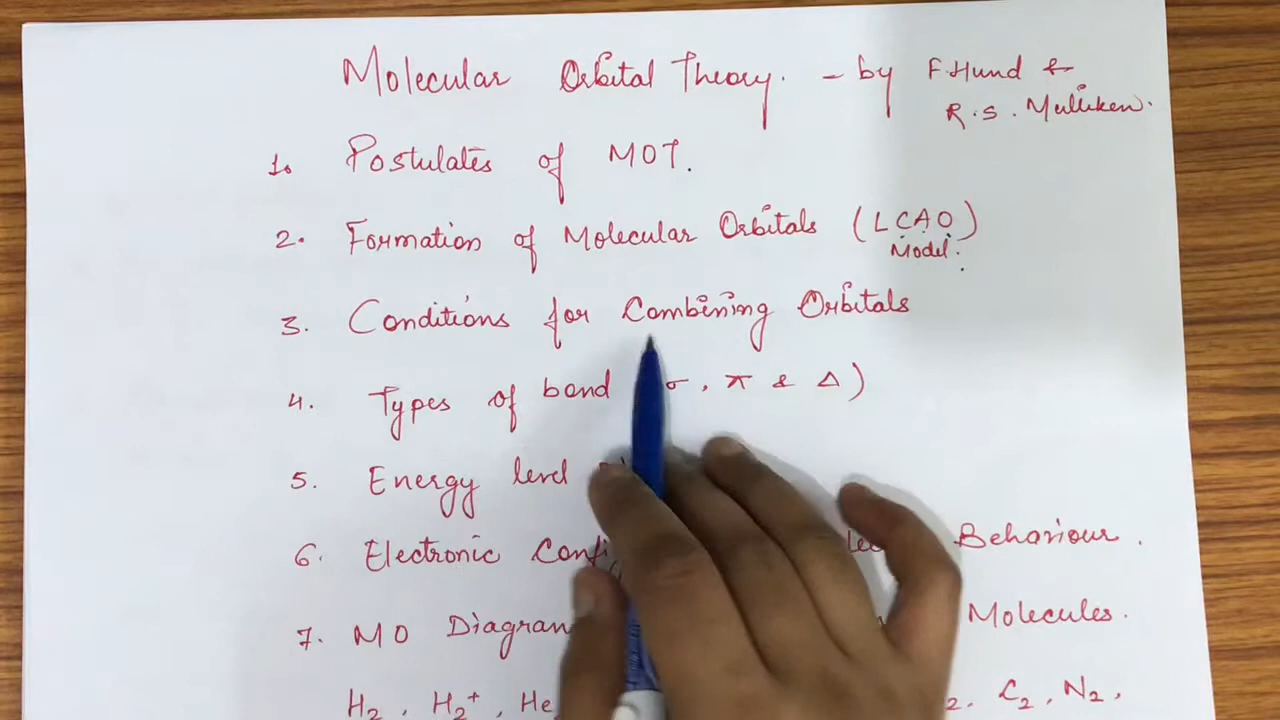 Molecular Orbital Theory. - by F. Hund &
R.S. Mulliken.
1. Postulates of MOT.
2. Formation of Molecular Orbitals (LCAO)
Model.
3. Conditions for Combining Orbitals
4. Types of bond σ, π & Δ)
5. Energy level
6. Electronic Confi Behaviour.
7. MO Diagram Molecules.
H₂, H₂⁺, He C₂, N₂,